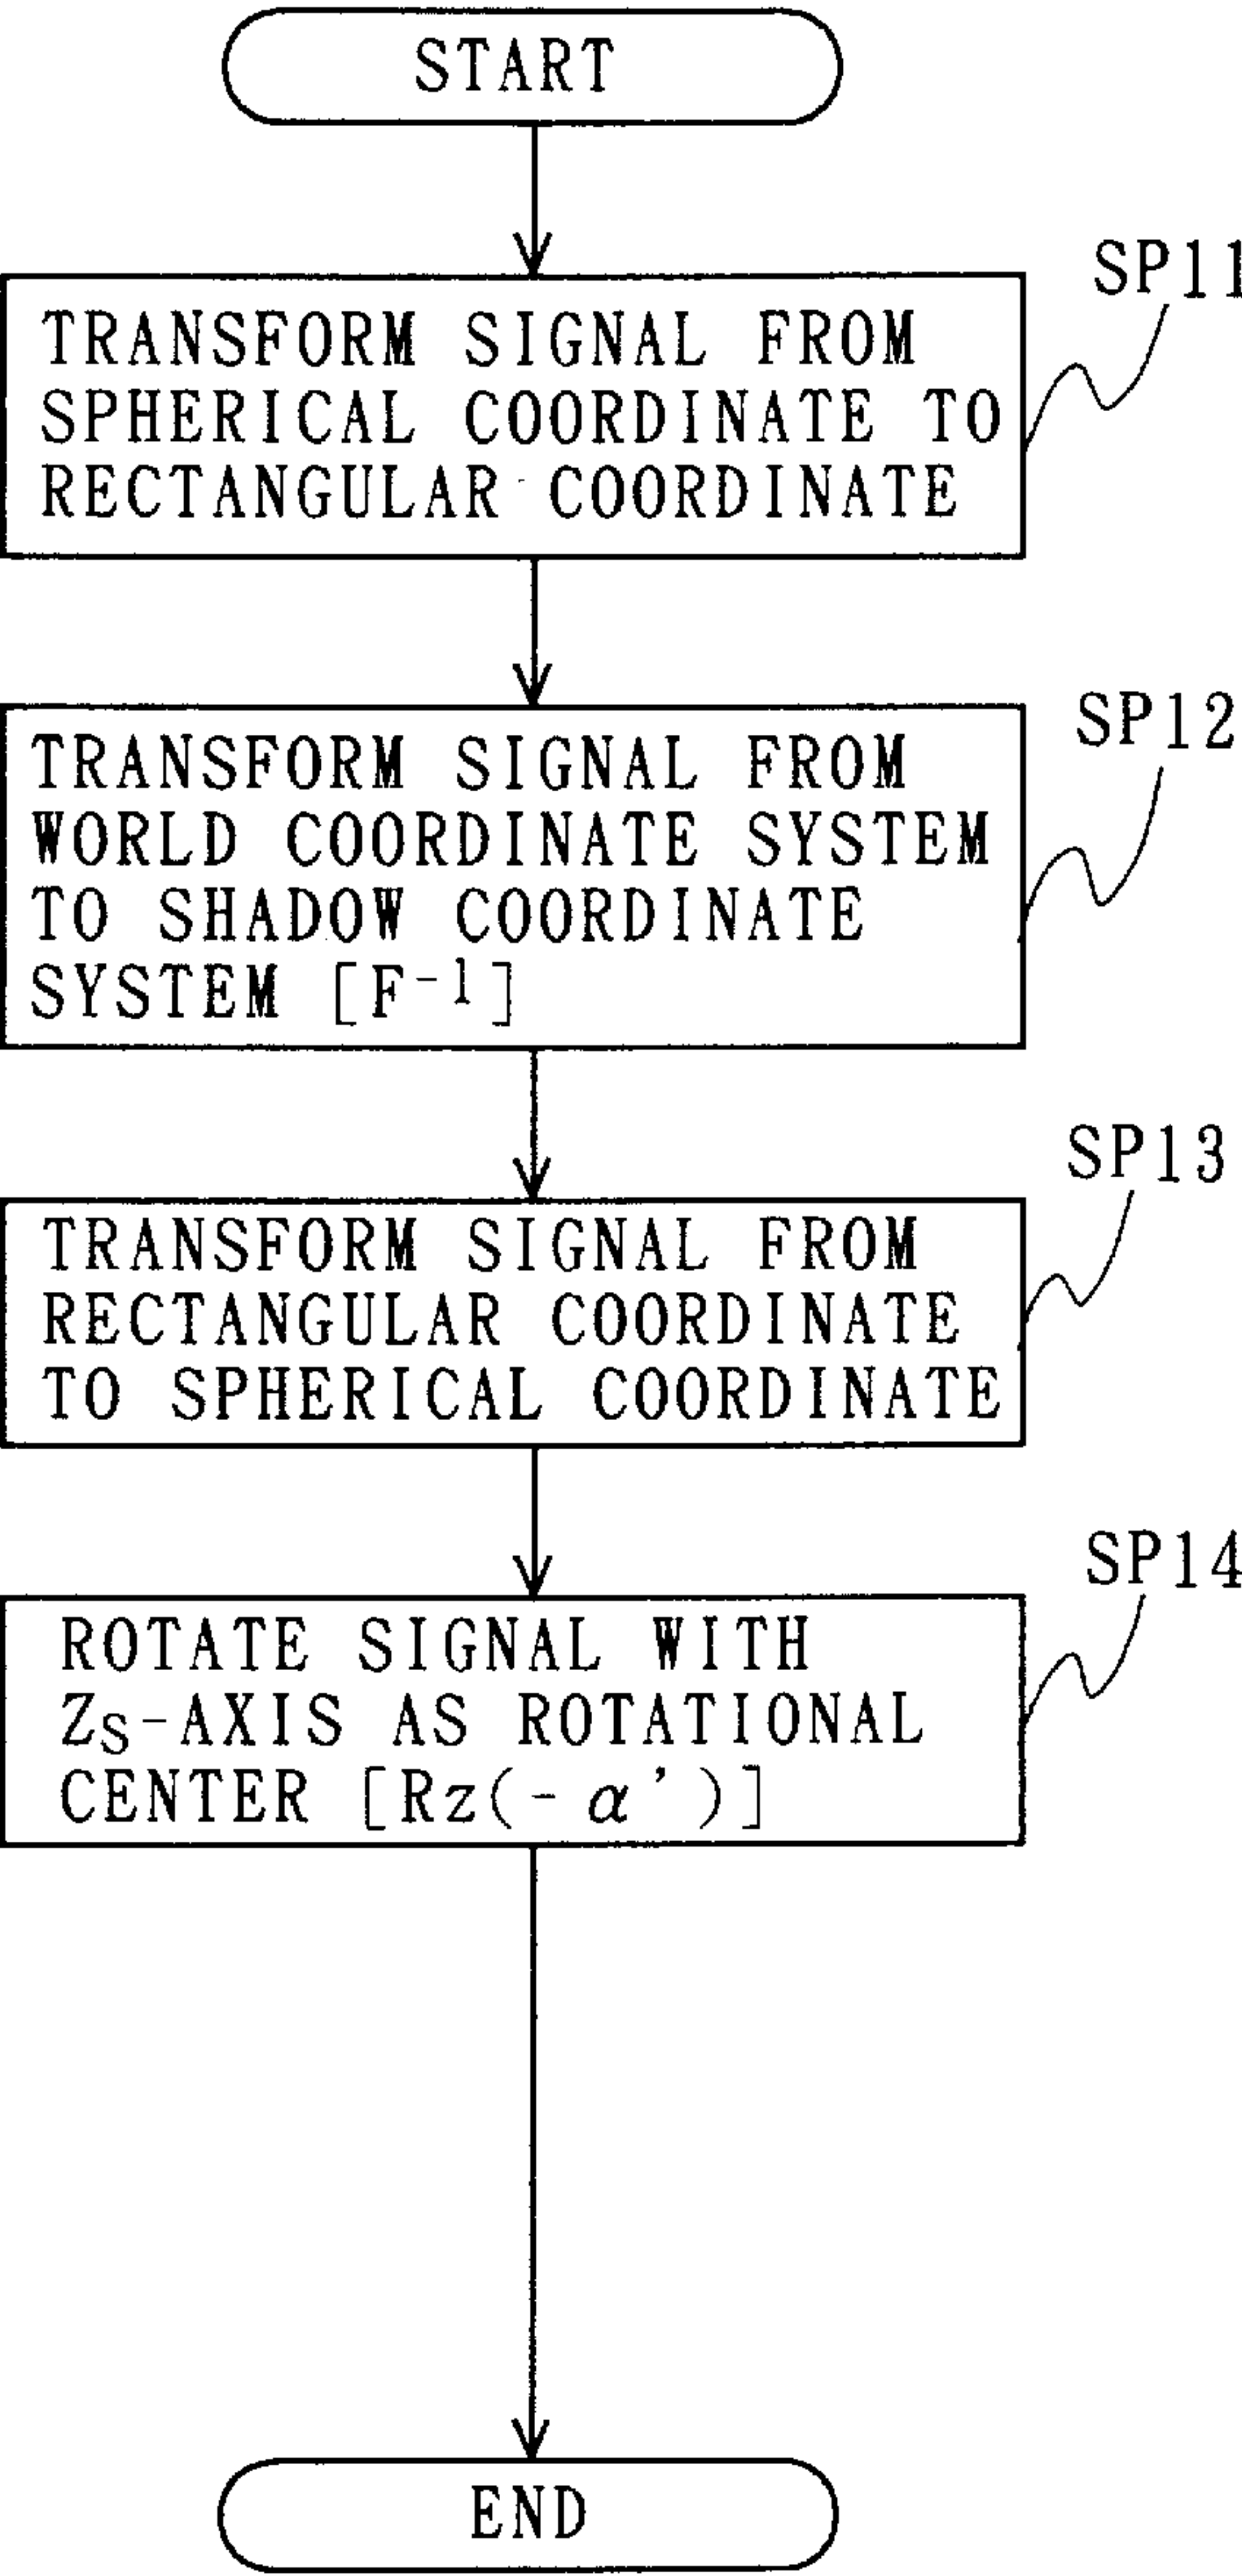 START
SP11
TRANSFORM SIGNAL FROM
SPHERICAL COORDINATE TO
RECTANGULAR COORDINATE
SP12
TRANSFORM SIGNAL FROM
WORLD COORDINATE SYSTEM
TO SHADOW COORDINATE
SYSTEM [F⁻¹]
SP13
TRANSFORM SIGNAL FROM
RECTANGULAR COORDINATE
TO SPHERICAL COORDINATE
SP14
ROTATE SIGNAL WITH
Zs-AXIS AS ROTATIONAL
CENTER [Rz(-α')]
END